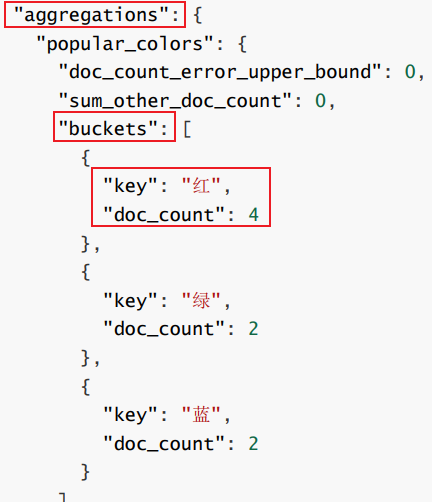 "aggregations": {
"popular_colors": {
"doc_count_error_upper_bound": 0,
"sum_other_doc_count": 0,
"buckets": [
{
"key": "红",
"doc_count": 4
},
{
"key": "绿",
"doc_count": 2
},
{
"key": "蓝",
"doc_count": 2
}
]